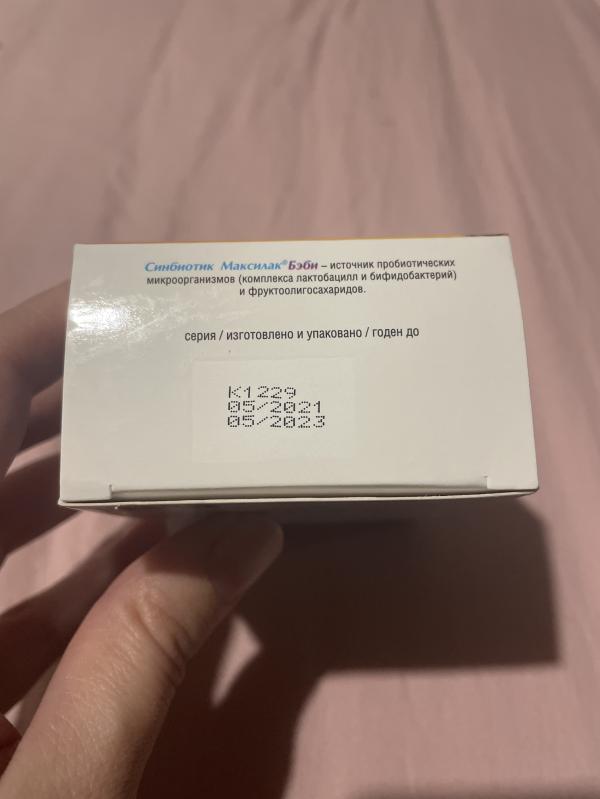 Синбиотик Максилак®Бэби – источник пробиотических
микроорганизмов (комплекса лактобацилл и бифидобактерий)
и фруктоолигосахаридов.
серия / изготовлено и упаковано / годен до
K1229
05/2021
05/2023